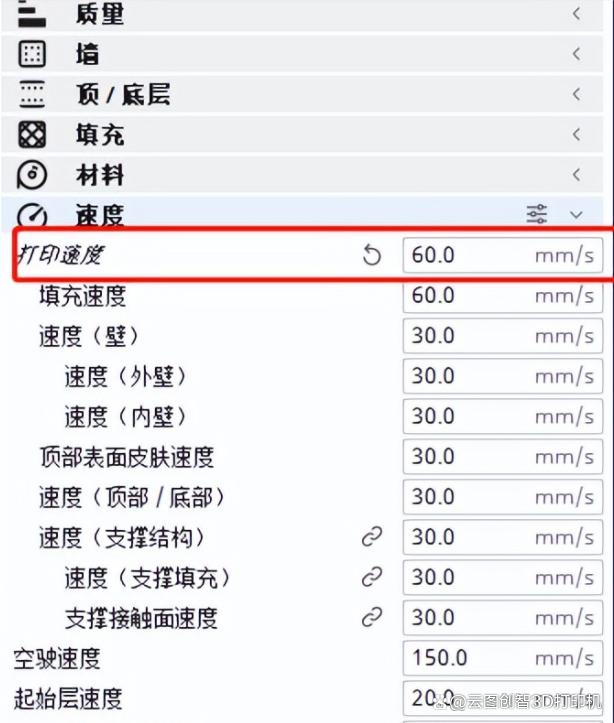 质量
墙
顶/底层
填充
材料
速度
打印速度 60.0 mm/s
填充速度 60.0 mm/s
速度（壁） 30.0 mm/s
速度（外壁） 30.0 mm/s
速度（内壁） 30.0 mm/s
顶部表面皮肤速度 30.0 mm/s
速度（顶部/底部） 30.0 mm/s
速度（支撑结构） 30.0 mm/s
速度（支撑填充） 30.0 mm/s
支撑接触面速度 30.0 mm/s
空驶速度 150.0 mm/s
起始层速度 20.0 mm/s
@云图创智3D打印机